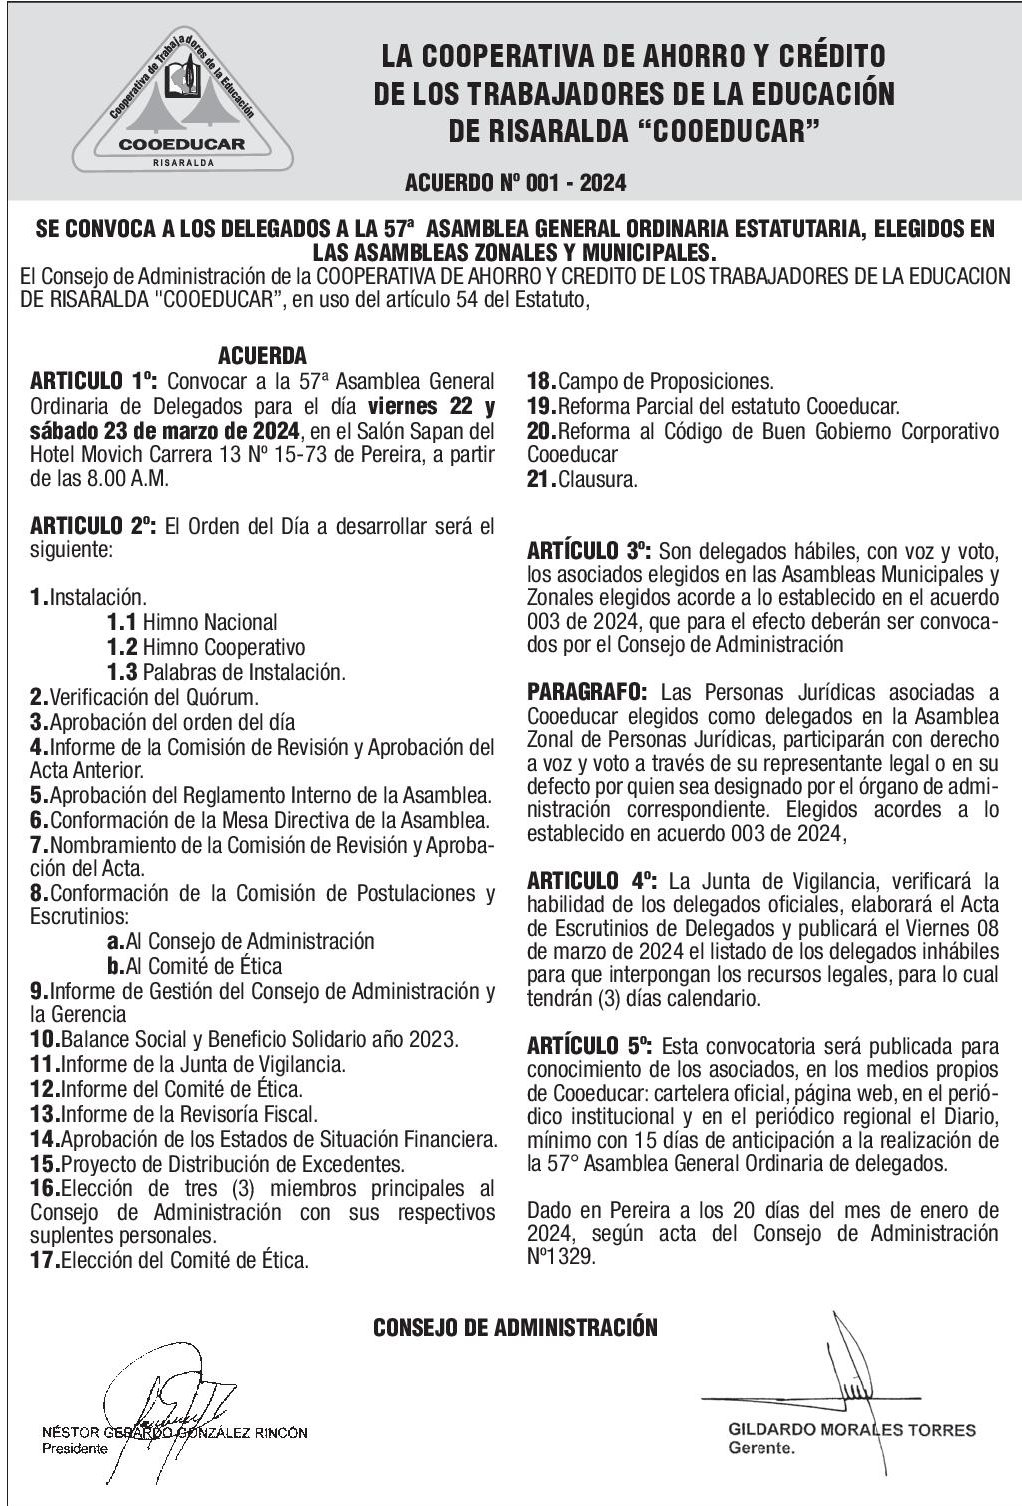 Cooperativa de Trabajadores de la Educación
COOEDUCAR
RISARALDA
LA COOPERATIVA DE AHORRO Y CRÉDITO
DE LOS TRABAJADORES DE LA EDUCACIÓN
DE RISARALDA “COOEDUCAR”
ACUERDO Nº 001 - 2024
SE CONVOCA A LOS DELEGADOS A LA 57ª ASAMBLEA GENERAL ORDINARIA ESTATUTARIA, ELEGIDOS EN
LAS ASAMBLEAS ZONALES Y MUNICIPALES.
El Consejo de Administración de la COOPERATIVA DE AHORRO Y CREDITO DE LOS TRABAJADORES DE LA EDUCACION
DE RISARALDA "COOEDUCAR”, en uso del artículo 54 del Estatuto,
ACUERDA
ARTICULO 1º: Convocar a la 57ª Asamblea General
Ordinaria de Delegados para el día viernes 22 y
sábado 23 de marzo de 2024, en el Salón Sapan del
Hotel Movich Carrera 13 Nº 15-73 de Pereira, a partir
de las 8.00 A.M.
ARTICULO 2º: El Orden del Día a desarrollar será el
siguiente:
1.Instalación.
1.1 Himno Nacional
1.2 Himno Cooperativo
1.3 Palabras de Instalación.
2.Verificación del Quórum.
3.Aprobación del orden del día
4.Informe de la Comisión de Revisión y Aprobación del
Acta Anterior.
5.Aprobación del Reglamento Interno de la Asamblea.
6.Conformación de la Mesa Directiva de la Asamblea.
7.Nombramiento de la Comisión de Revisión y Aproba-
ción del Acta.
8.Conformación de la Comisión de Postulaciones y
Escrutinios:
a.Al Consejo de Administración
b.Al Comité de Ética
9.Informe de Gestión del Consejo de Administración y
la Gerencia
10.Balance Social y Beneficio Solidario año 2023.
11.Informe de la Junta de Vigilancia.
12.Informe del Comité de Ética.
13.Informe de la Revisoría Fiscal.
14.Aprobación de los Estados de Situación Financiera.
15.Proyecto de Distribución de Excedentes.
16.Elección de tres (3) miembros principales al
Consejo de Administración con sus respectivos
suplentes personales.
17.Elección del Comité de Ética.
18.Campo de Proposiciones.
19.Reforma Parcial del estatuto Cooeducar.
20.Reforma al Código de Buen Gobierno Corporativo
Cooeducar
21.Clausura.
ARTÍCULO 3º: Son delegados hábiles, con voz y voto,
los asociados elegidos en las Asambleas Municipales y
Zonales elegidos acorde a lo establecido en el acuerdo
003 de 2024, que para el efecto deberán ser convoca-
dos por el Consejo de Administración
PARAGRAFO: Las Personas Jurídicas asociadas a
Cooeducar elegidos como delegados en la Asamblea
Zonal de Personas Jurídicas, participarán con derecho
a voz y voto a través de su representante legal o en su
defecto por quien sea designado por el órgano de admi-
nistración correspondiente. Elegidos acordes a lo
establecido en acuerdo 003 de 2024,
ARTICULO 4º: La Junta de Vigilancia, verificará la
habilidad de los delegados oficiales, elaborará el Acta
de Escrutinios de Delegados y publicará el Viernes 08
de marzo de 2024 el listado de los delegados inhábiles
para que interpongan los recursos legales, para lo cual
tendrán (3) días calendario.
ARTÍCULO 5º: Esta convocatoria será publicada para
conocimiento de los asociados, en los medios propios
de Cooeducar: cartelera oficial, página web, en el perió-
dico institucional y en el periódico regional el Diario,
mínimo con 15 días de anticipación a la realización de
la 57° Asamblea General Ordinaria de delegados.
Dado en Pereira a los 20 días del mes de enero de
2024, según acta del Consejo de Administración
Nº1329.
CONSEJO DE ADMINISTRACIÓN
NÉSTOR GERARDO GONZÁLEZ RINCÓN
Presidente
GILDARDO MORALES TORRES
Gerente.